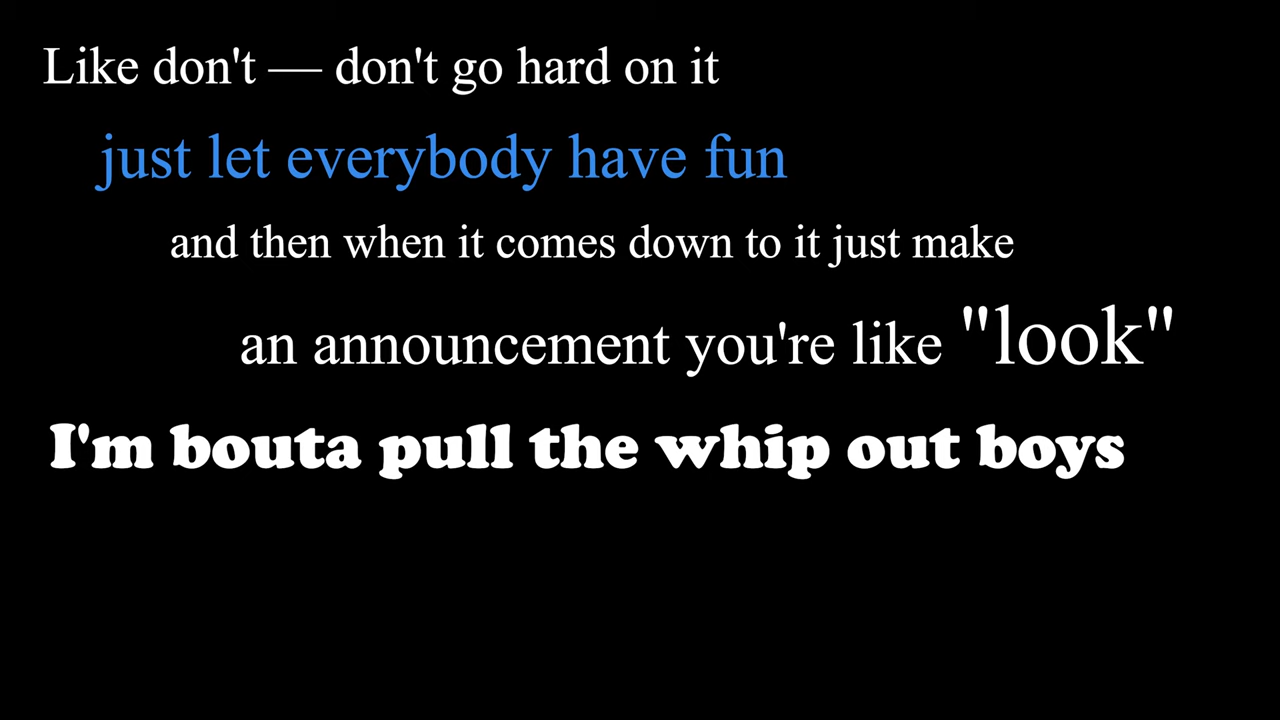 Like don't — don't go hard on it
just let everybody have fun
and then when it comes down to it just make
an announcement you're like "look"
I'm bouta pull the whip out boys